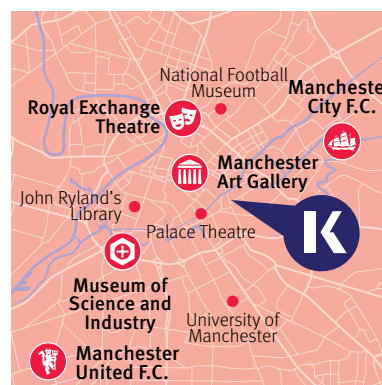 National Football
Museum
Manchester
City F.C.
Royal Exchange
Theatre
Manchester
Art Gallery
John Ryland's
Library
Palace Theatre
K
Museum of
Science and
Industry
University of
Manchester
Manchester
United F.C.